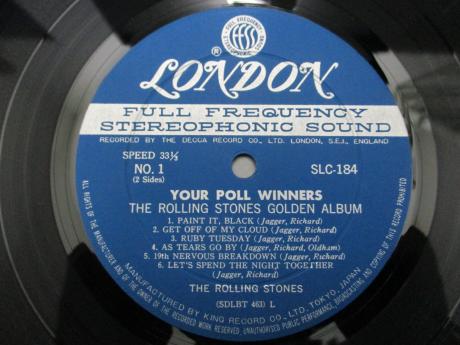 FULL FREQUENCY
STEREOPHONIC
ffss
®
LONDON
FULL FREQUENCY
STEREOPHONIC SOUND
RECORDED BY THE DECCA RECORD CO., LTD. LONDON, S.E.I., ENGLAND
SPEED 33⅓
NO. 1
(2 Sides)
SLC-184
YOUR POLL WINNERS
THE ROLLING STONES GOLDEN ALBUM
1. PAINT IT, BLACK (Jagger, Richard)
2. GET OFF OF MY CLOUD (Jagger, Richard)
3. RUBY TUESDAY (Jagger, Richard)
4. AS TEARS GO BY (Jagger, Richard, Oldham)
5. 19th NERVOUS BREAKDOWN (Jagger, Richard)
6. LET'S SPEND THE NIGHT TOGETHER
(Jagger, Richard)
THE ROLLING STONES
(SDLBT 463) L
MANUFACTURED BY KING RECORD CO., LTD. TOKYO, JAPAN
ALL RIGHTS OF THE MANUFACTURER AND OF THE OWNER OF THE RECORDED WORK RESERVED. UNAUTHORISED PUBLIC PERFORMANCE, BROADCASTING AND COPYING OF THIS RECORD PROHIBITED